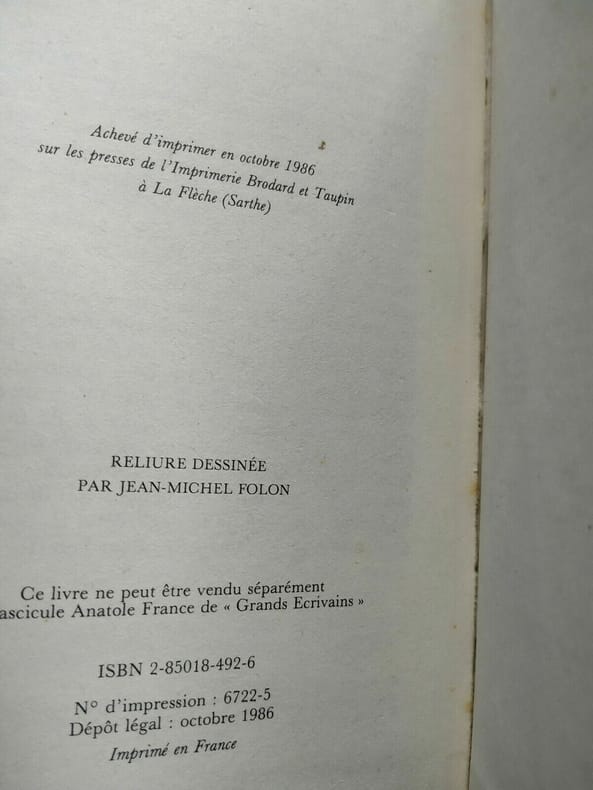 Achevé d'imprimer en octobre 1986
sur les presses de l'Imprimerie Brodard et Taupin
à La Flèche (Sarthe)
RELIURE DESSINÉE
PAR JEAN-MICHEL FOLON
Ce livre ne peut être vendu séparément
ascicule Anatole France de « Grands Ecrivains »
ISBN 2-85018-492-6
N° d'impression : 6722-5
Dépôt légal : octobre 1986
Imprimé en France